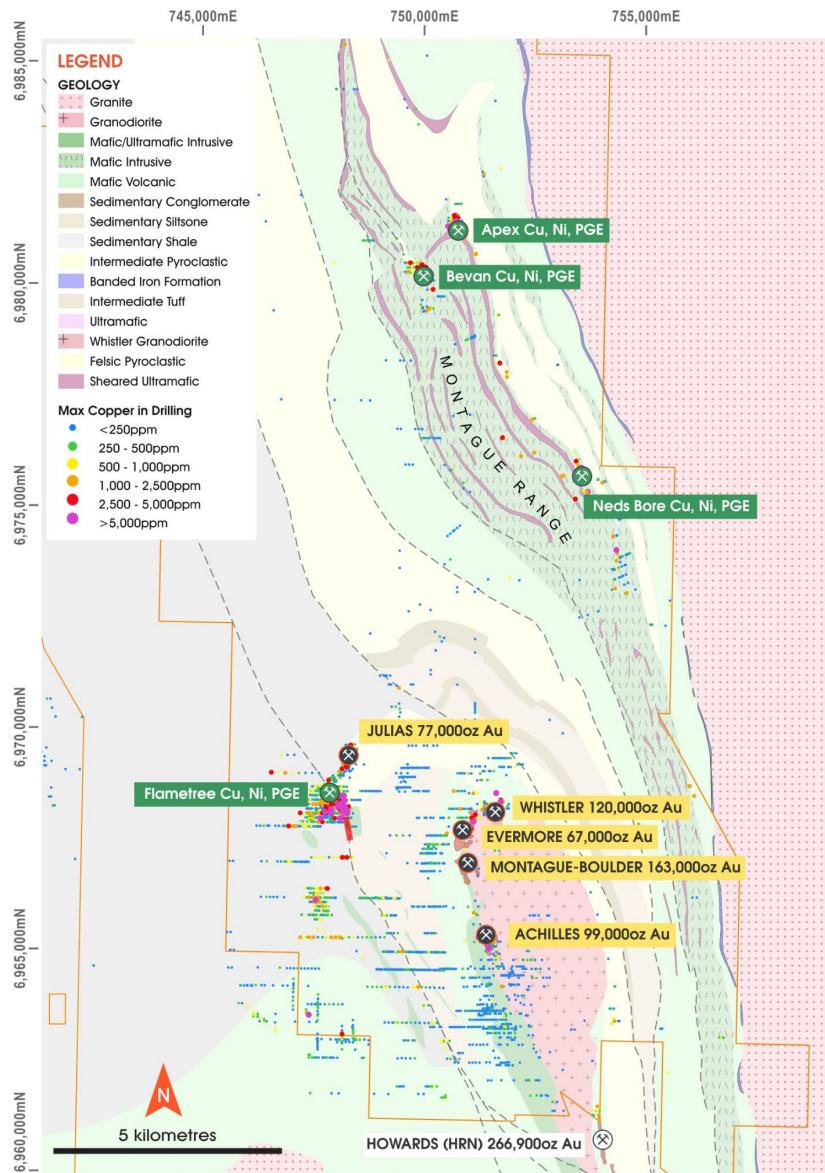 745,000mE
750,000mE
755,000mE
6,985,000mN
6,980,000mN
6,975,000mN
6,970,000mN
6,965,000mN
6,960,000mN
LEGEND
GEOLOGY
Granite
Granodiorite
Mafic/Ultramafic Intrusive
Mafic Intrusive
Mafic Volcanic
Sedimentary Conglomerate
Sedimentary Siltsone
Sedimentary Shale
Intermediate Pyroclastic
Banded Iron Formation
Intermediate Tuff
Ultramafic
Whistler Granodiorite
Felsic Pyroclastic
Sheared Ultramafic
Max Copper in Drilling
<250ppm
250 - 500ppm
500 - 1,000ppm
1,000 - 2,500ppm
2,500 - 5,000ppm
>5,000ppm
Apex Cu, Ni, PGE
Bevan Cu, Ni, PGE
MONTAGUE RANGE
Neds Bore Cu, Ni, PGE
JULIAS 77,000oz Au
Flametree Cu, Ni, PGE
WHISTLER 120,000oz Au
EVERMORE 67,000oz Au
MONTAGUE-BOULDER 163,000oz Au
ACHILLES 99,000oz Au
N
5 kilometres
HOWARDS (HRN) 266,900oz Au